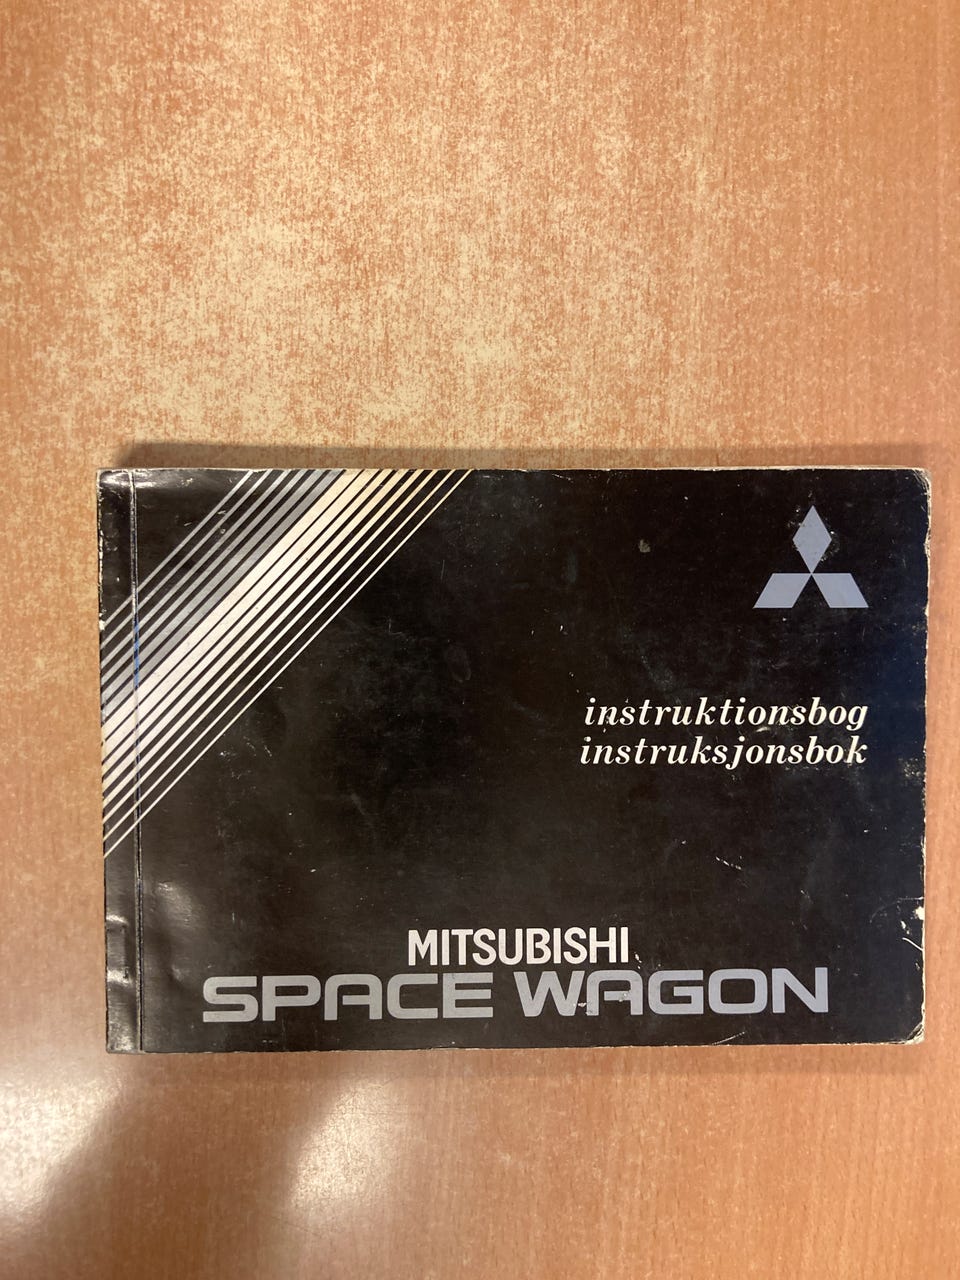 instruktionsbog
instruksjonsbok
MITSUBISHI
SPACE WAGON